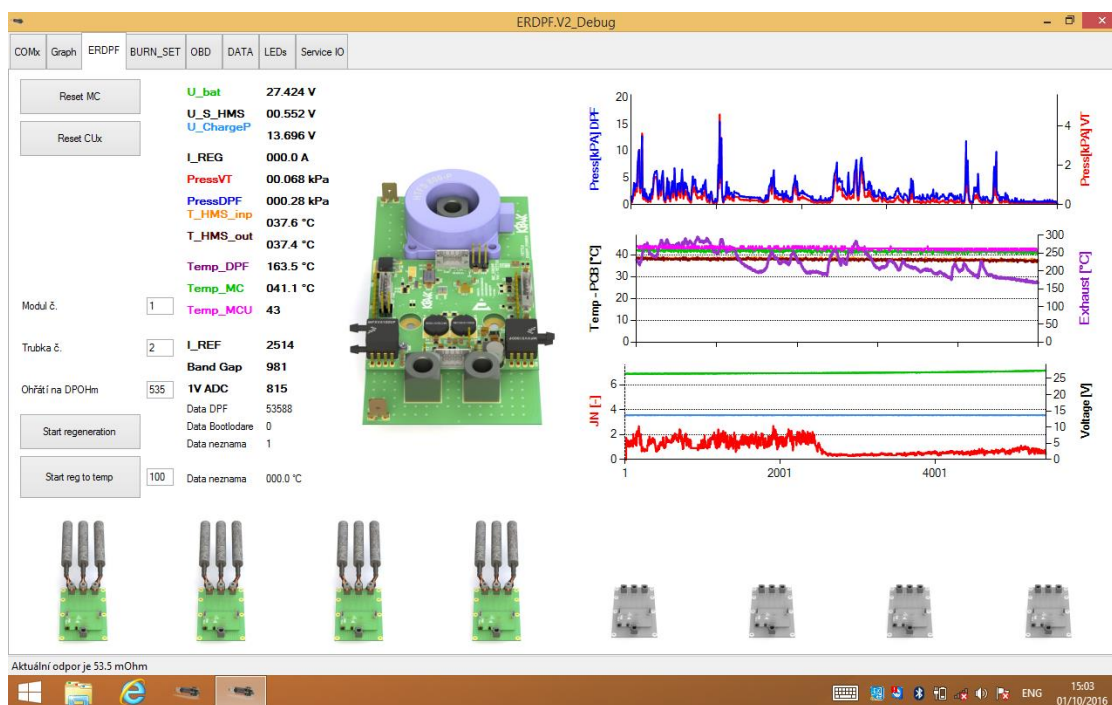 ERDPF.V2_Debug
COMx Graph ERDPF BURN_SET OBD DATA LEDs Service IO
Reset MC
Reset CUx
U_bat 27.424 V
U_S_HMS 00.552 V
U_ChargeP 13.696 V
I_REG 000.0 A
PressVT 00.068 kPa
PressDPF 000.28 kPa
T_HMS_inp 037.6 °C
T_HMS_out 037.4 °C
Temp_DPF 163.5 °C
Temp_MC 041.1 °C
Temp_MCU 43
Modul č. 1
Trubka č. 2
I_REF 2514
Band Gap 981
Ohřátí na DPOHm 535
1V ADC 815
Data DPF 53588
Data Bootlodare 0
Data neznama 1
Start regeneration
Start reg to temp 100
Data neznama 000.0 °C
Press[kPA] DPF
20
15
10
5
0
4
2
0
Press[kPA] VT
Temp - PCB [°C]
40
30
20
10
0
300
250
200
150
100
50
0
Exhaust [°C]
JN [-]
6
4
2
0
25
20
15
10
5
0
Voltage [V]
1 2001 4001
Aktuální odpor je 53.5 mOhm
ENG
15:03
01/10/2016